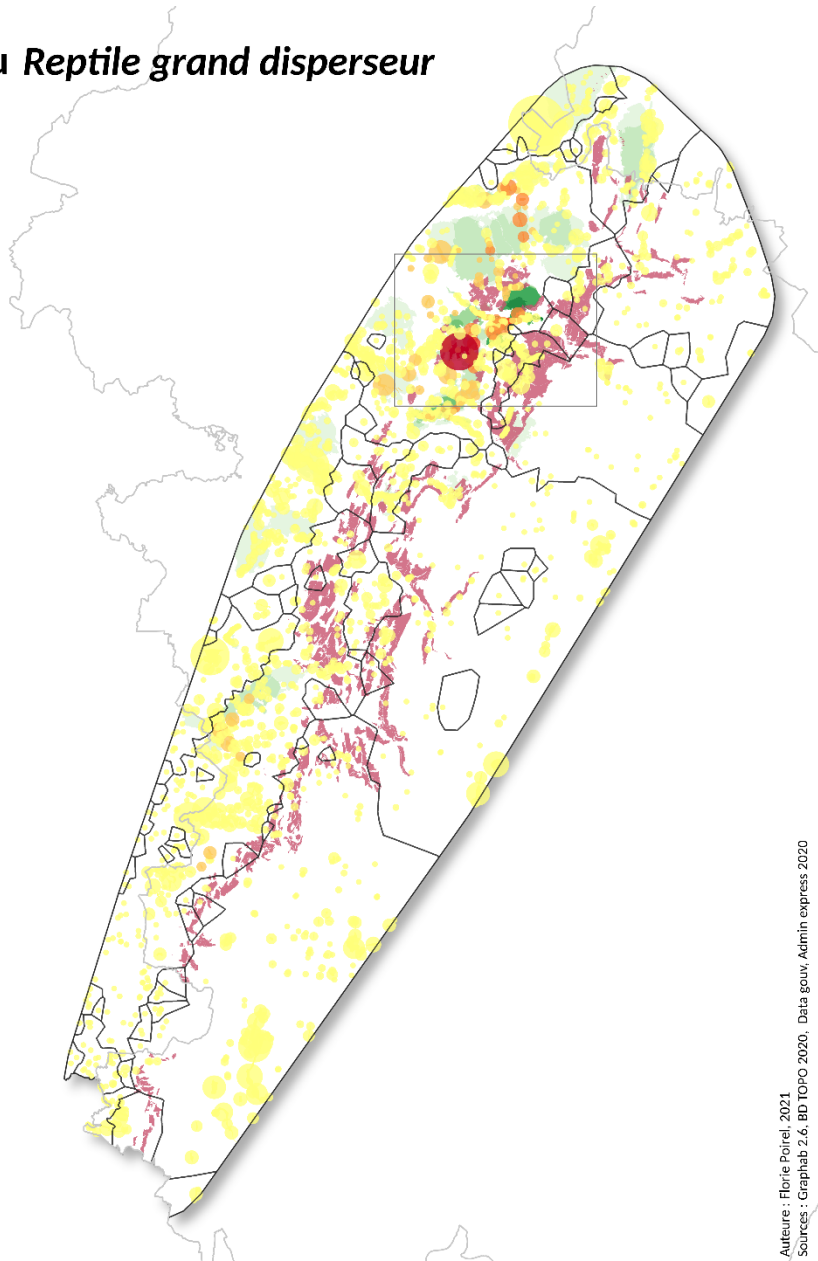 u Reptile grand disperseur
Auteure : Florie Poirel, 2021
Sources : Graphab 2.6, BD TOPO 2020, Data gouv, Admin express 2020